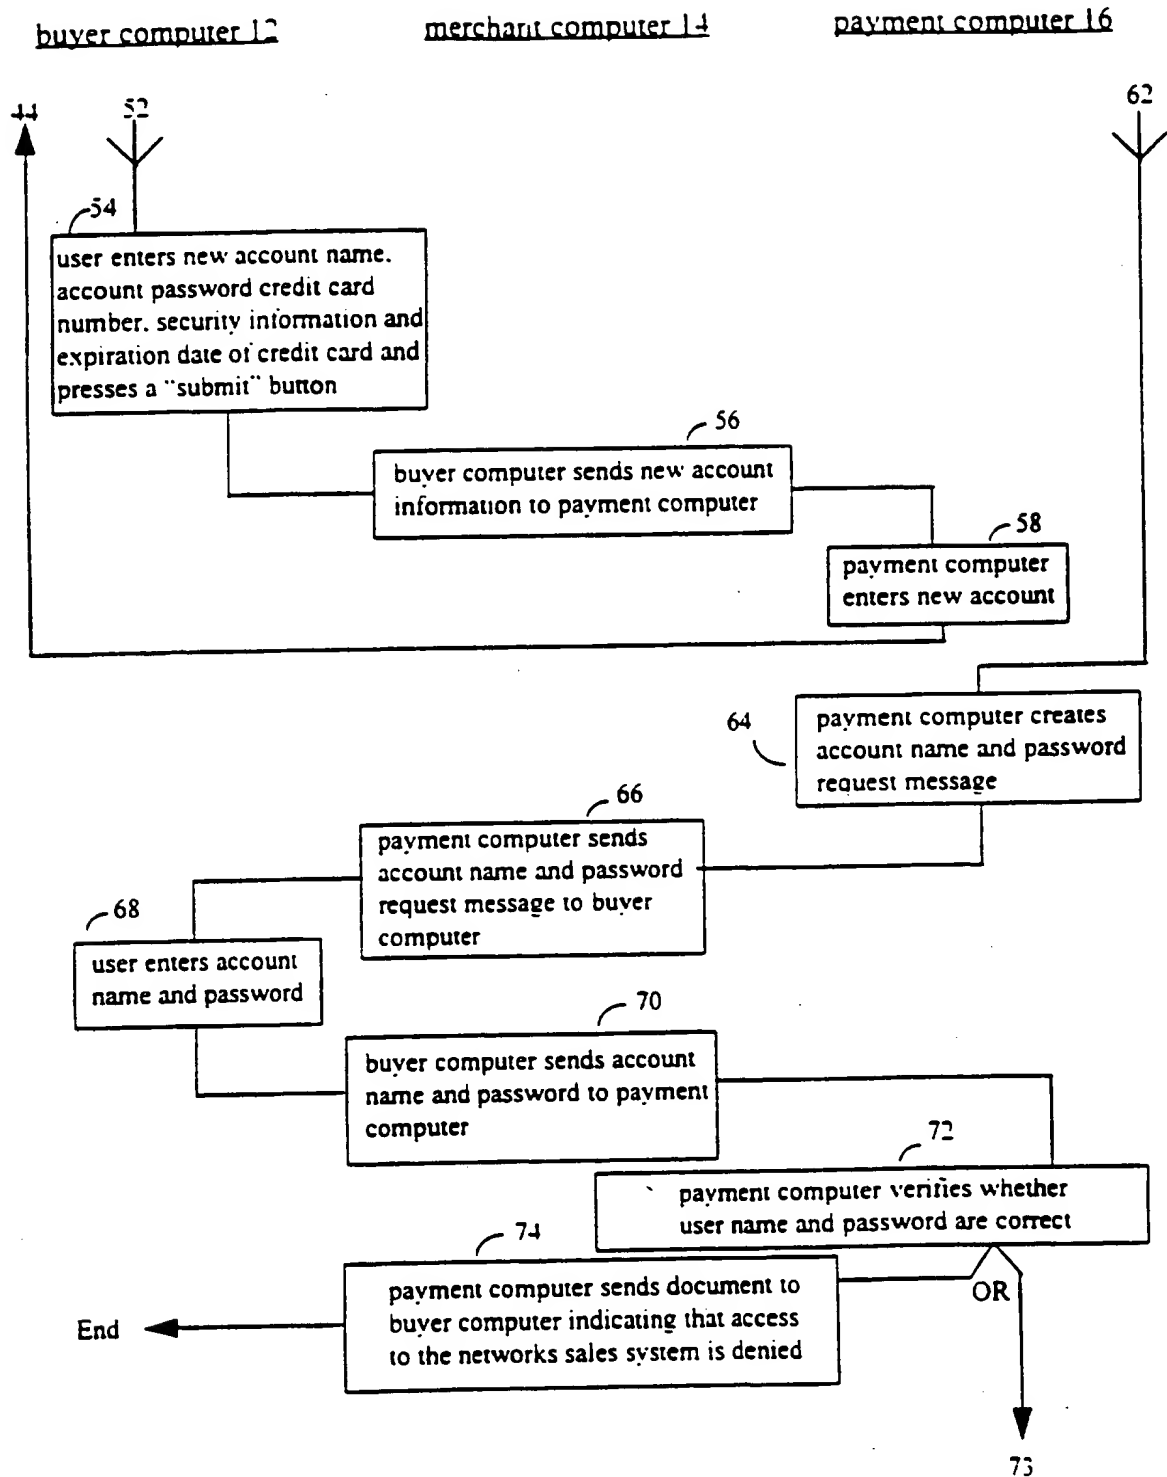 buyer computer 12
merchant computer 14
payment computer 16
44
52
62
54
user enters new account name.
account password credit card
number. security information and
expiration date of credit card and
presses a "submit" button
56
buyer computer sends new account
information to payment computer
58
payment computer
enters new account
64
payment computer creates
account name and password
request message
66
payment computer sends
account name and password
request message to buyer
computer
68
user enters account
name and password
70
buyer computer sends account
name and password to payment
computer
72
payment computer verifies whether
user name and password are correct
74
payment computer sends document to
buyer computer indicating that access
to the networks sales system is denied
OR
End
73